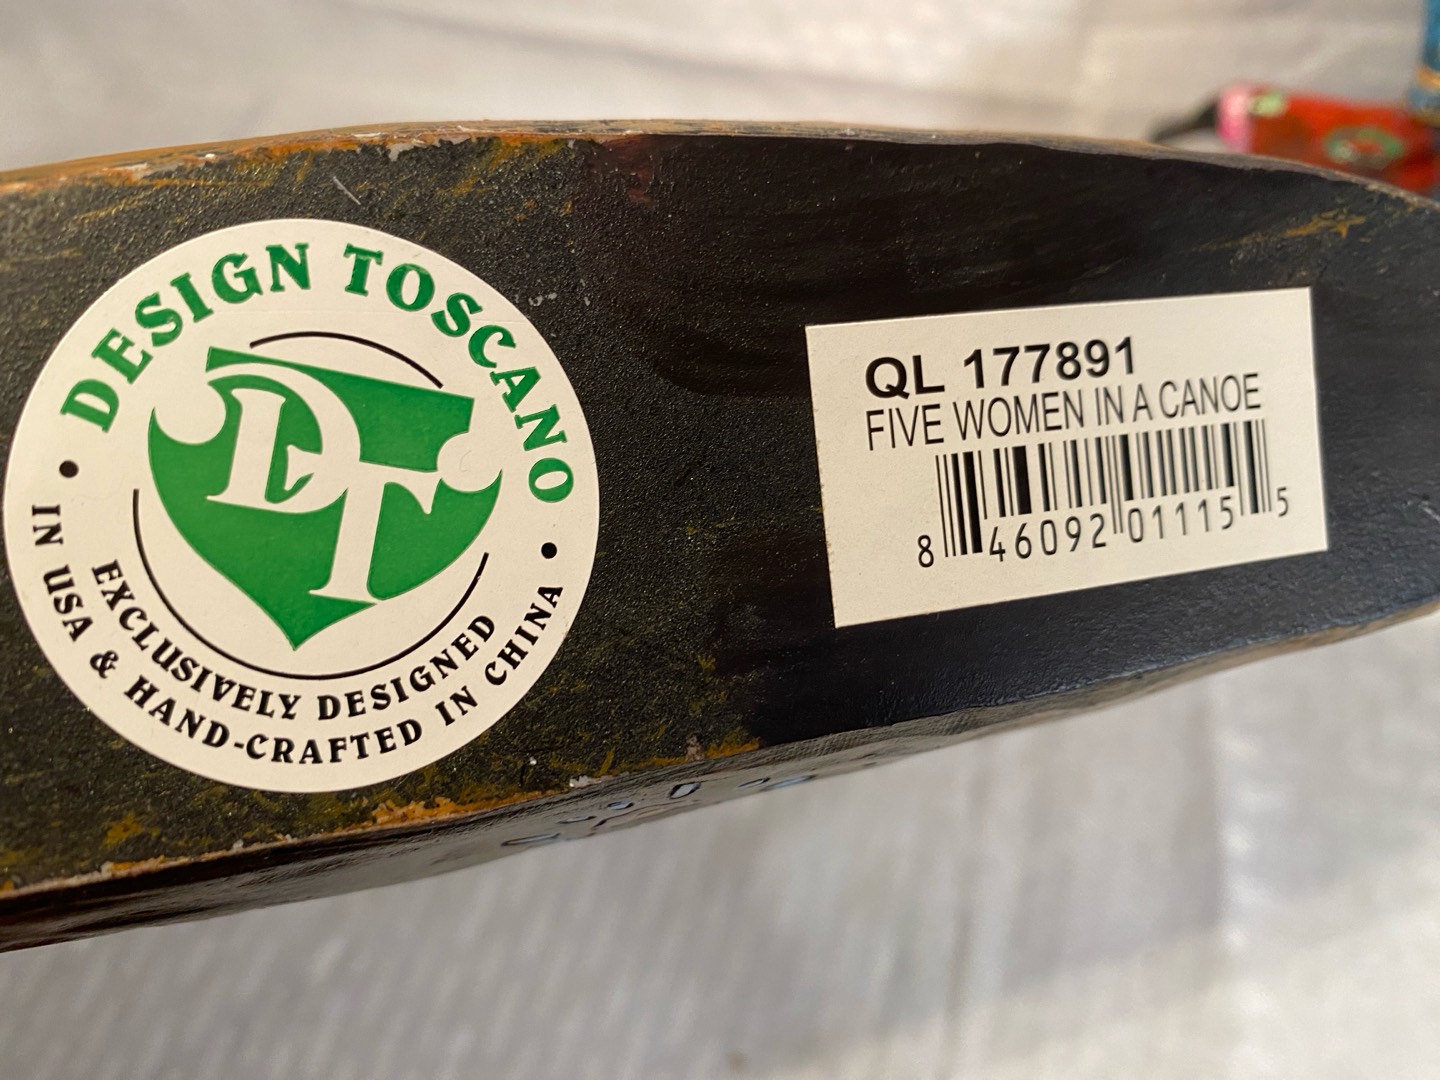 DESIGN TOSCANO
DT
EXCLUSIVELY DESIGNED
IN USA & HAND-CRAFTED IN CHINA
QL 177891
FIVE WOMEN IN A CANOE
8 46092 01115 5